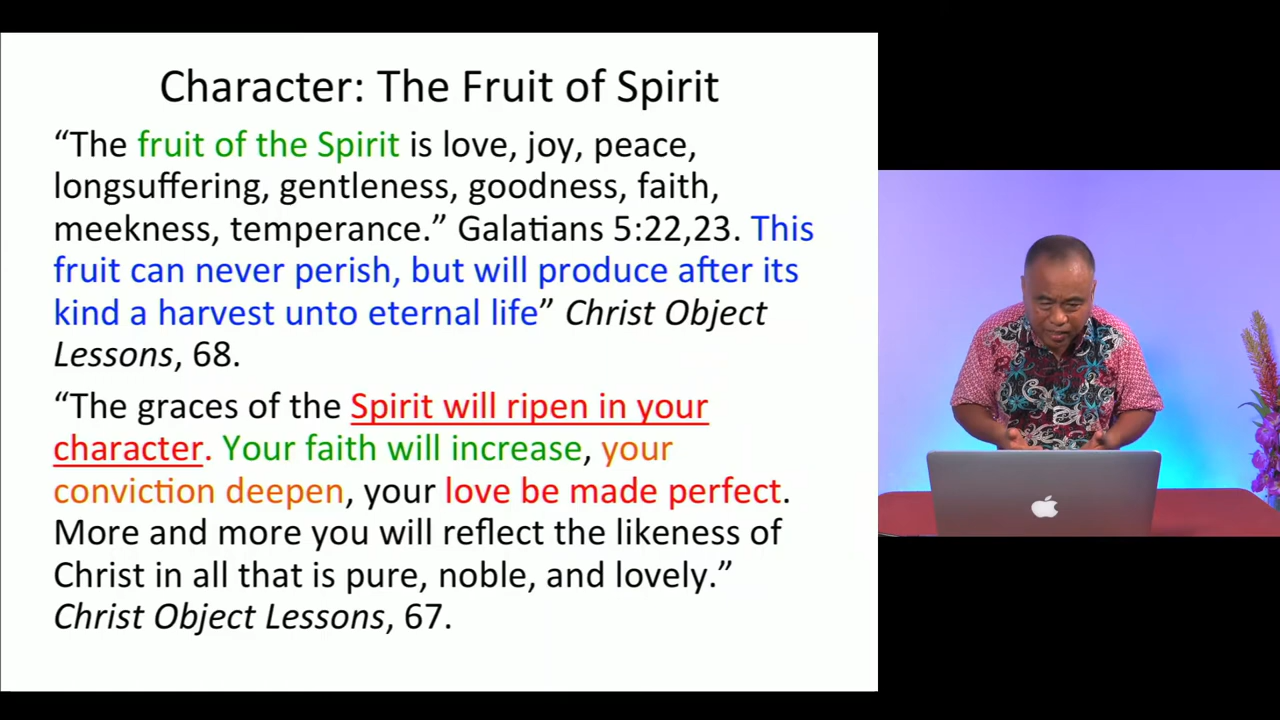 Character: The Fruit of Spirit
“The fruit of the Spirit is love, joy, peace,
longsuffering, gentleness, goodness, faith,
meekness, temperance.” Galatians 5:22,23. This
fruit can never perish, but will produce after its
kind a harvest unto eternal life” Christ Object
Lessons, 68.
“The graces of the Spirit will ripen in your
character. Your faith will increase, your
conviction deepen, your love be made perfect.
More and more you will reflect the likeness of
Christ in all that is pure, noble, and lovely.”
Christ Object Lessons, 67.